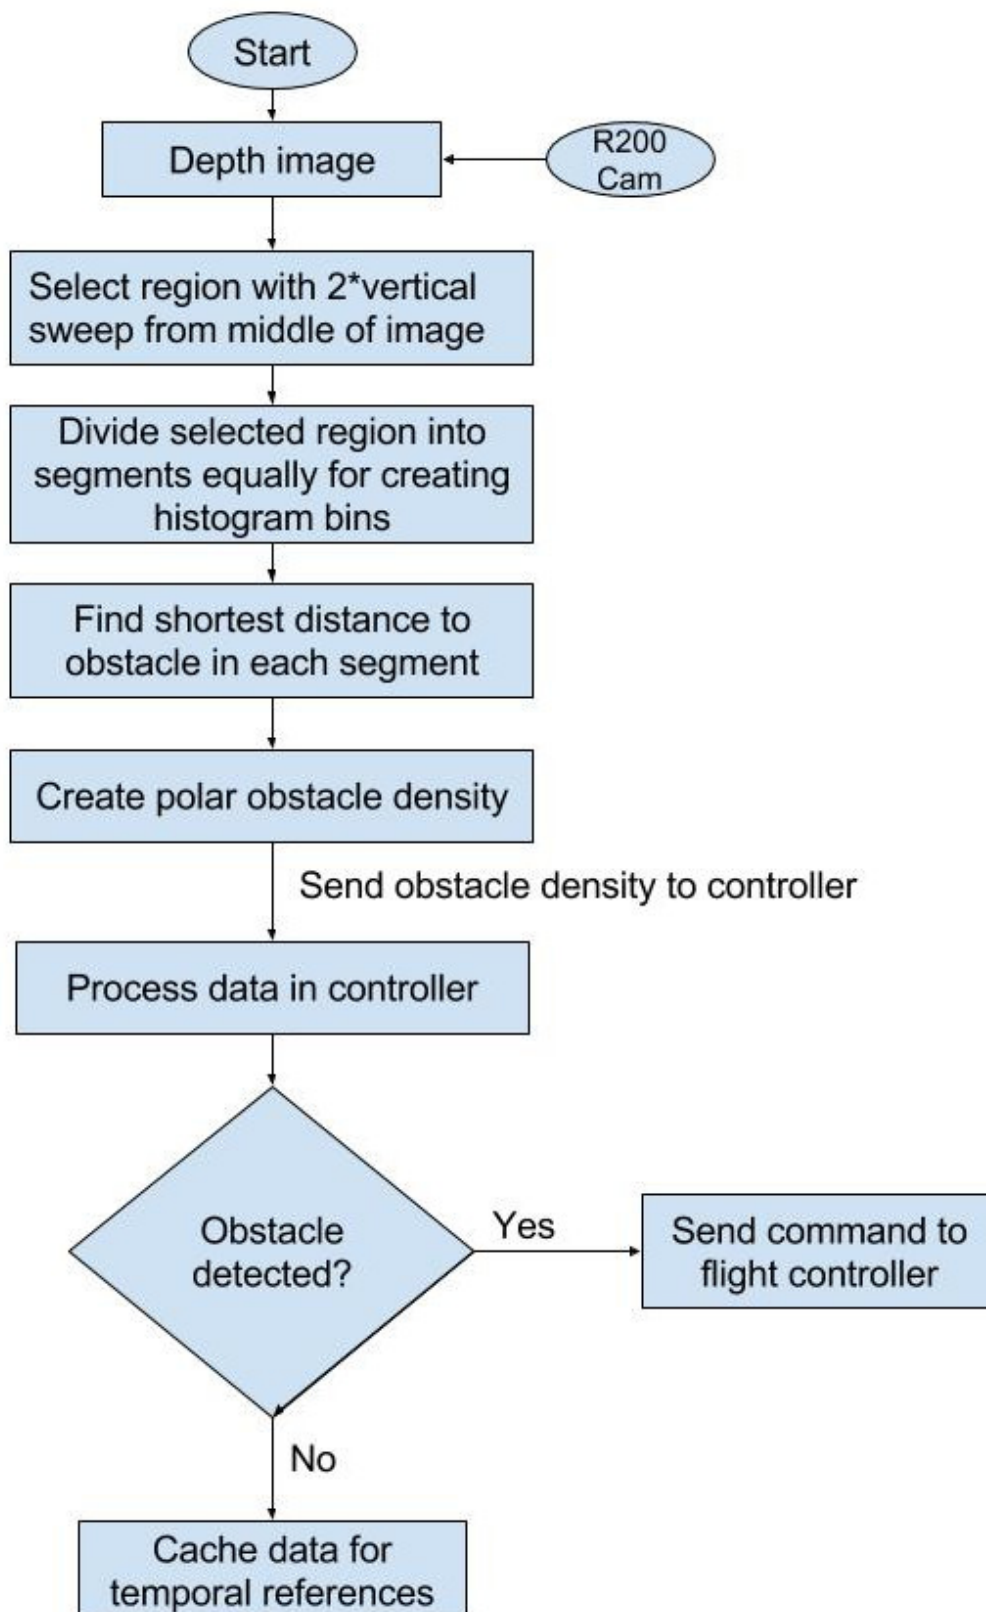 Start
Depth image
R200
Cam
Select region with 2*vertical
sweep from middle of image
Divide selected region into
segments equally for creating
histogram bins
Find shortest distance to
obstacle in each segment
Create polar obstacle density
Send obstacle density to controller
Process data in controller
Obstacle
detected?
Yes
Send command to
flight controller
No
Cache data for
temporal references